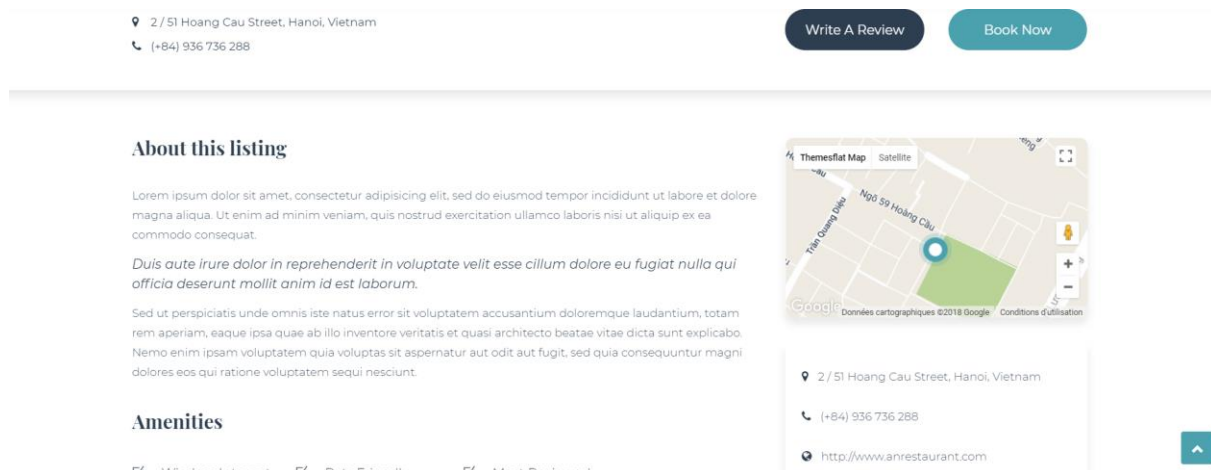 2 / 51 Hoang Cau Street, Hanoi, Vietnam
(+84) 936 736 288
Write A Review
Book Now
About this listing
Lorem ipsum dolor sit amet, consectetur adipisicing elit, sed do eiusmod tempor incididunt ut labore et dolore
magna aliqua. Ut enim ad minim veniam, quis nostrud exercitation ullamco laboris nisi ut aliquip ex ea
commodo consequat.
Duis aute irure dolor in reprehenderit in voluptate velit esse cillum dolore eu fugiat nulla qui
officia deserunt mollit anim id est laborum.
Sed ut perspiciatis unde omnis iste natus error sit voluptatem accusantium doloremque laudantium, totam
rem aperiam, eaque ipsa quae ab illo inventore veritatis et quasi architecto beatae vitae dicta sunt explicabo.
Nemo enim ipsam voluptatem quia voluptas sit aspernatur aut odit aut fugit, sed quia consequuntur magni
dolores eos qui ratione voluptatem sequi nesciunt.
Amenities
Themesflat Map
Satellite
Ngõ 59 Hoàng Cầu
Trần Quang Diệu
Google
Données cartographiques ©2018 Google
Conditions d'utilisation
2 / 51 Hoang Cau Street, Hanoi, Vietnam
(+84) 936 736 288
http://www.anrestaurant.com